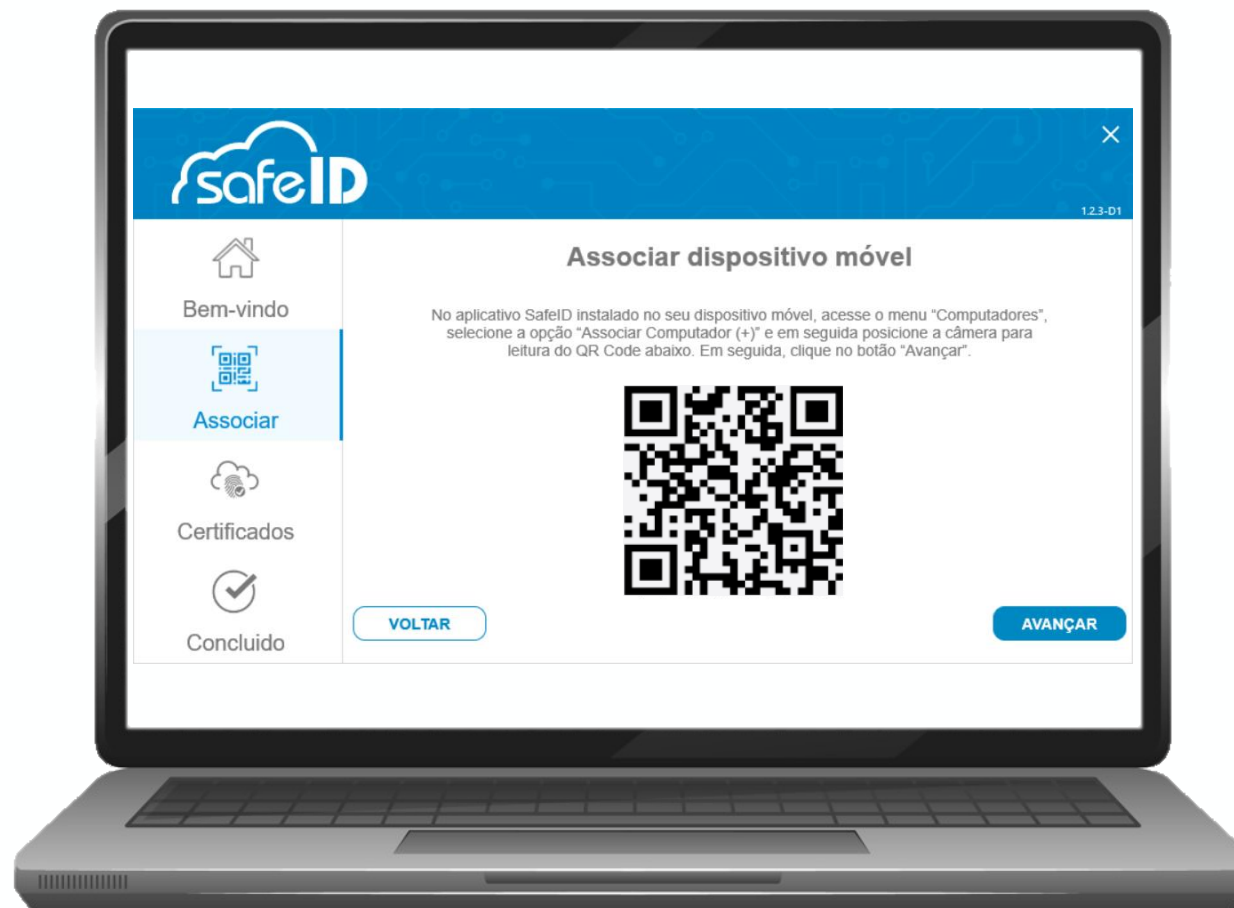 safeID
1.2.3-D1
Bem-vindo
Associar
Certificados
Concluido
Associar dispositivo móvel
No aplicativo SafeID instalado no seu dispositivo móvel, acesse o menu “Computadores”,
selecione a opção “Associar Computador (+)” e em seguida posicione a câmera para
leitura do QR Code abaixo. Em seguida, clique no botão “Avançar”.
VOLTAR
AVANÇAR